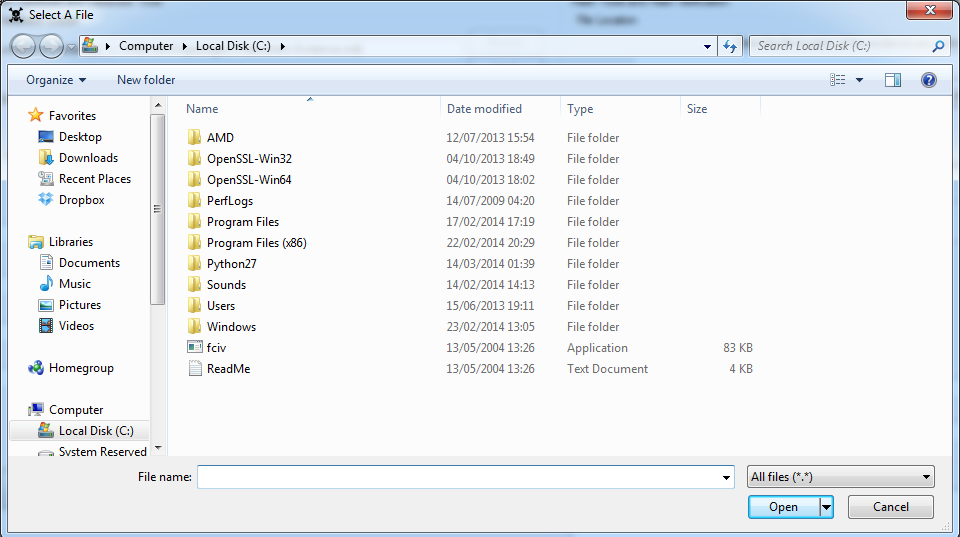 Select A File
File Location
Computer Local Disk (C:)
Search Local Disk (C:)
Organize New folder
Name Date modified Type Size
Favorites
Desktop
Downloads
Recent Places
Dropbox
Libraries
Documents
Music
Pictures
Videos
Homegroup
Computer
Local Disk (C:)
System Reserved
AMD 12/07/2013 15:54 File folder
OpenSSL-Win32 04/10/2013 18:49 File folder
OpenSSL-Win64 04/10/2013 18:02 File folder
PerfLogs 14/07/2009 04:20 File folder
Program Files 17/02/2014 17:19 File folder
Program Files (x86) 22/02/2014 20:29 File folder
Python27 14/03/2014 01:39 File folder
Sounds 14/02/2014 14:13 File folder
Users 15/06/2013 19:11 File folder
Windows 23/02/2014 13:05 File folder
fciv 13/05/2004 13:26 Application 83 KB
ReadMe 13/05/2004 13:26 Text Document 4 KB
File name: All files (*.*)
Open Cancel